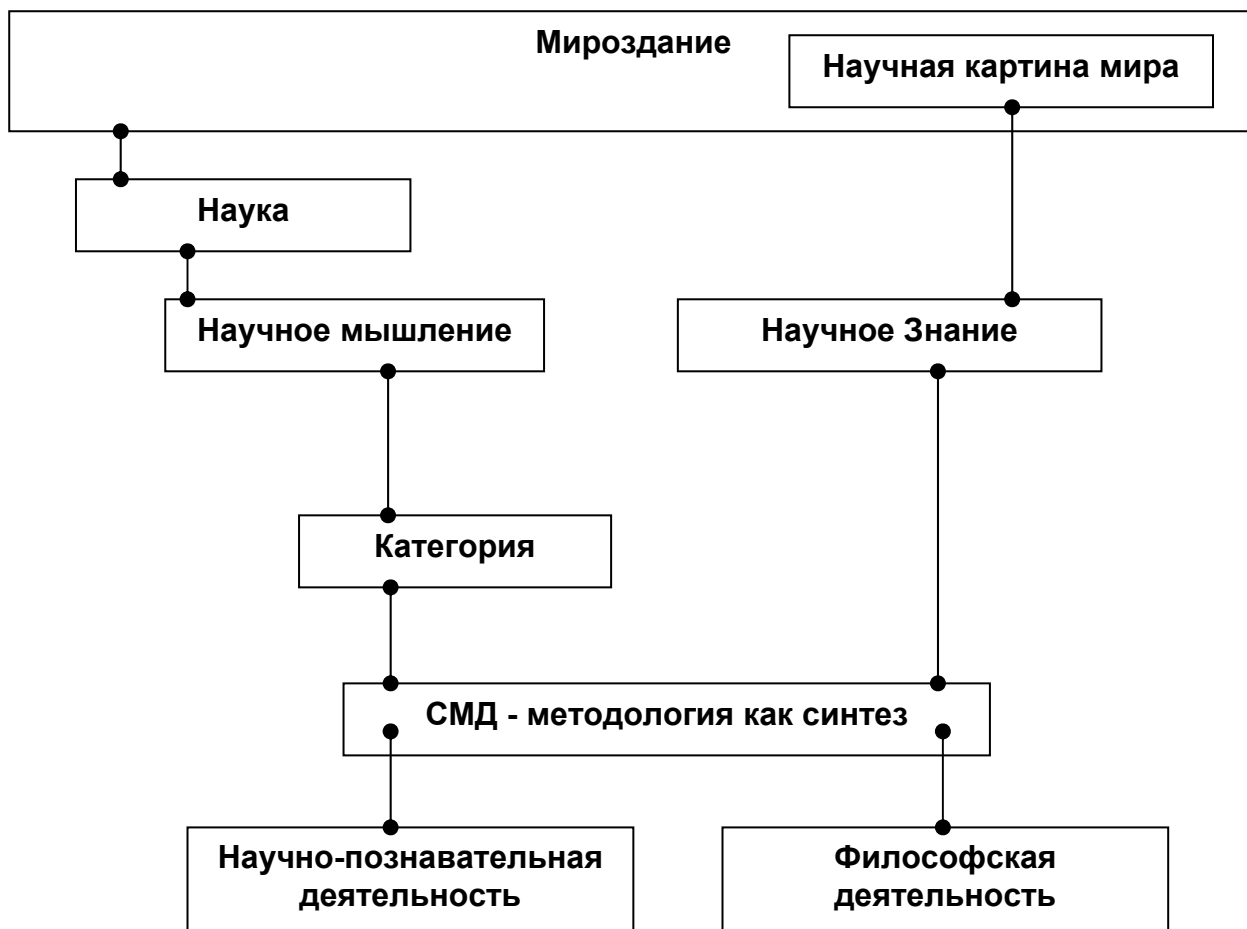 Мироздание
Научная картина мира
Наука
Научное мышление
Научное Знание
Категория
СМД - методология как синтез
Научно-познавательная
деятельность
Философская
деятельность